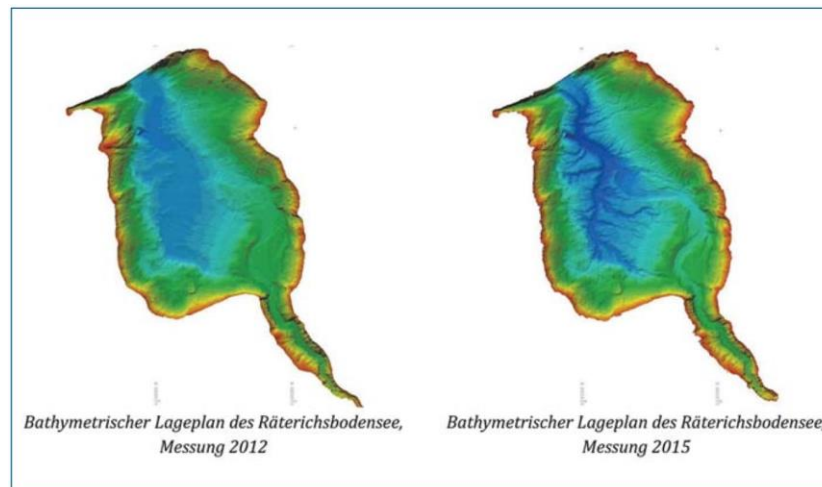 Bathymetrischer Lageplan des Räterichsbodensee,
Messung 2012
Bathymetrischer Lageplan des Räterichsbodensee,
Messung 2015